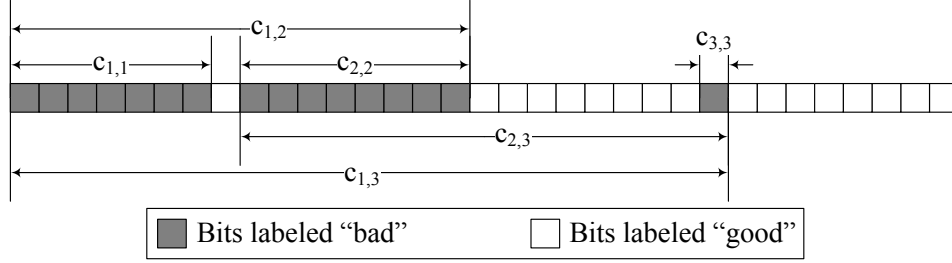 c1,2
c1,1 c2,2 c3,3
c2,3
c1,3
Bits labeled “bad” Bits labeled “good”